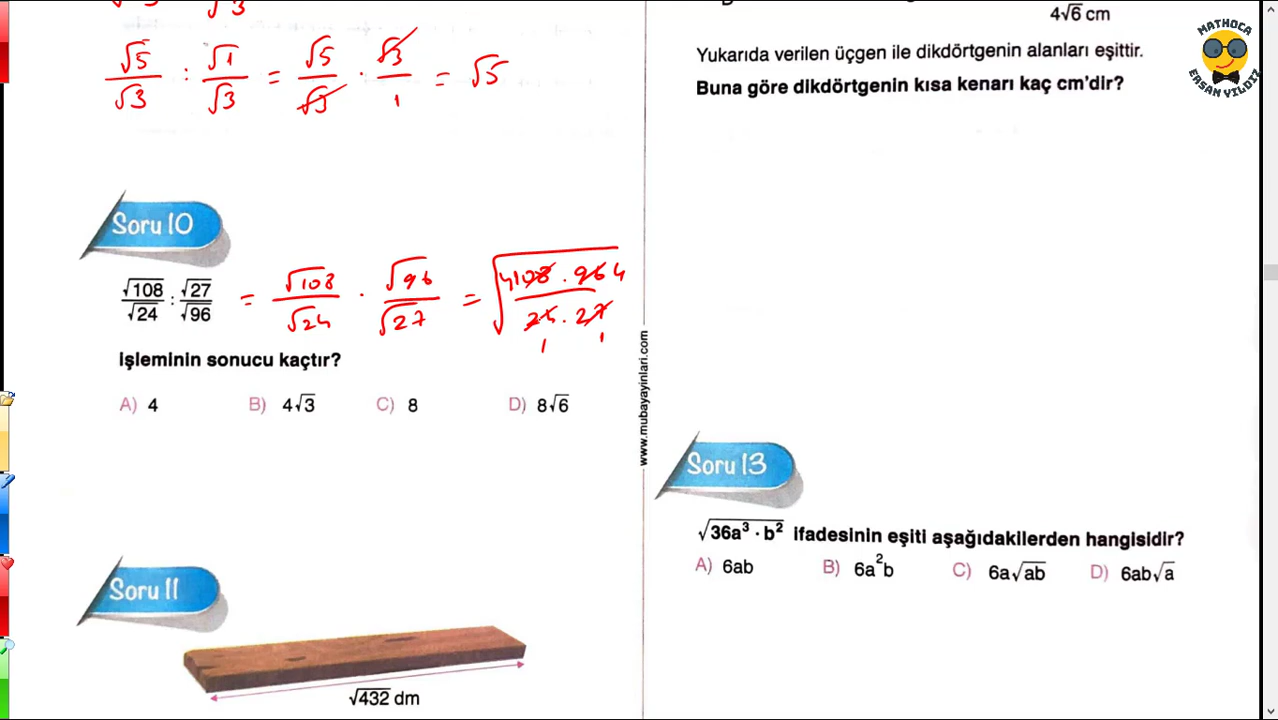 √5/√3 : √1/√3 = √5/√3 · √3/1 = √5
Soru 10
√108/√24 : √27/√96 = √108/√24 · √96/√27 = √(4 108 · 96 4 / 24 · 27)
1 1
işleminin sonucu kaçtır?
A) 4 B) 4√3 C) 8 D) 8√6
Soru 11
√432 dm
www.mubayayinlari.com
4√6 cm
Yukarıda verilen üçgen ile dikdörtgenin alanları eşittir.
Buna göre dikdörtgenin kısa kenarı kaç cm'dir?
Soru 13
√36a³ · b² ifadesinin eşiti aşağıdakilerden hangisidir?
A) 6ab B) 6a²b C) 6a√ab D) 6ab√a
MATHOCA
ERSAN YILDIZ